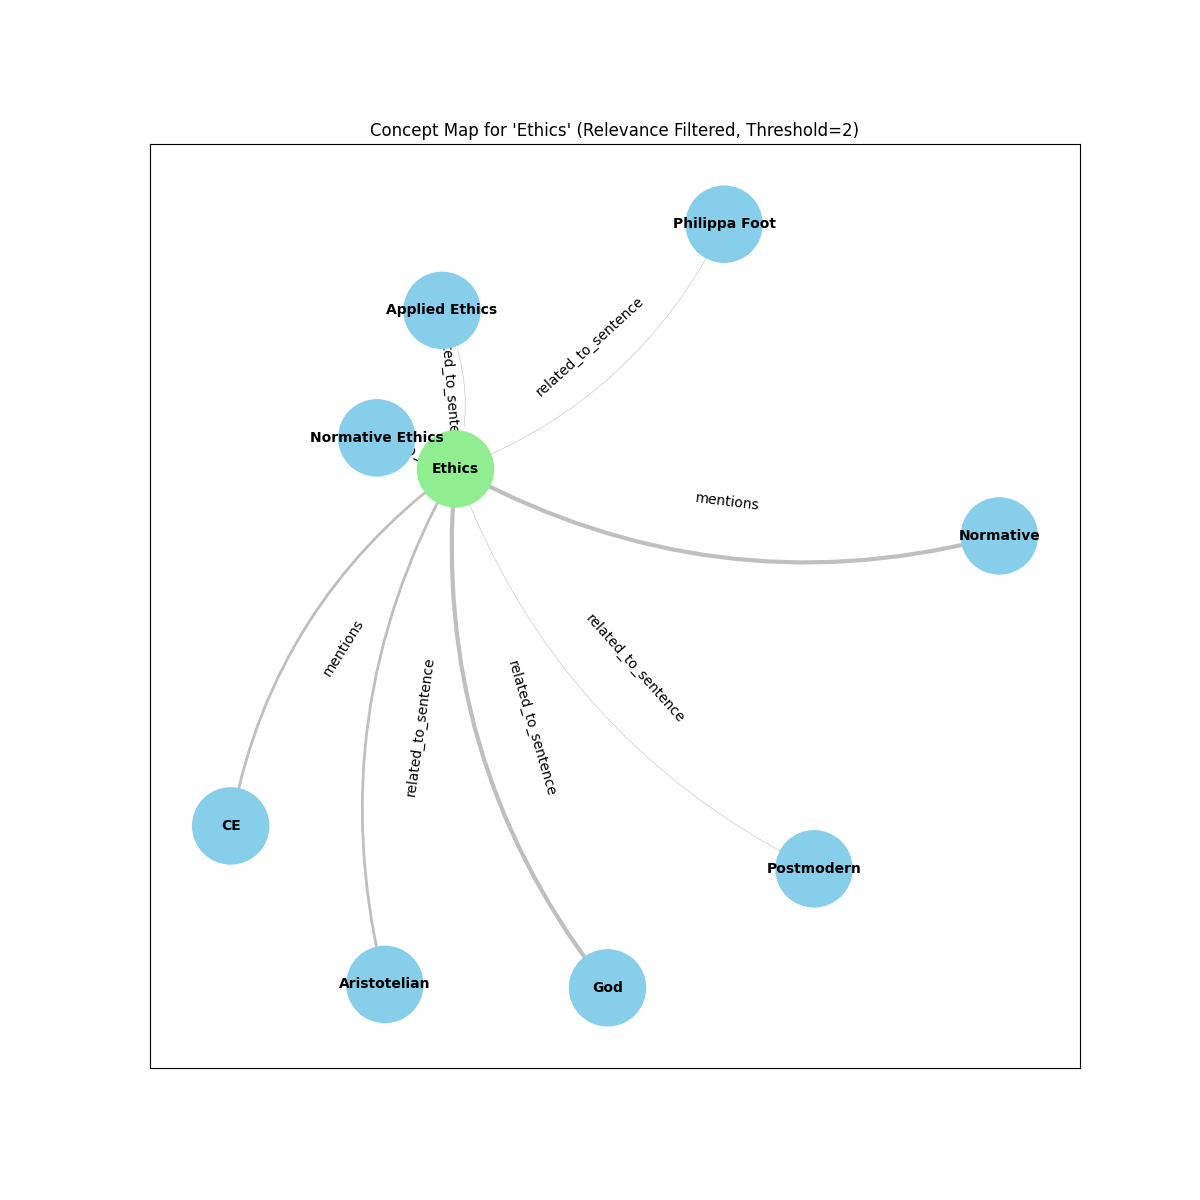 Concept Map for 'Ethics' (Relevance Filtered, Threshold=2)
Philippa Foot
related_to_sentence
Applied Ethics
ted_to_sente
Normative Ethics
Ethics
mentions
Normative
related_to_sentence
mentions
related_to_sentence
related_to_sentence
CE
Postmodern
Aristotelian
God